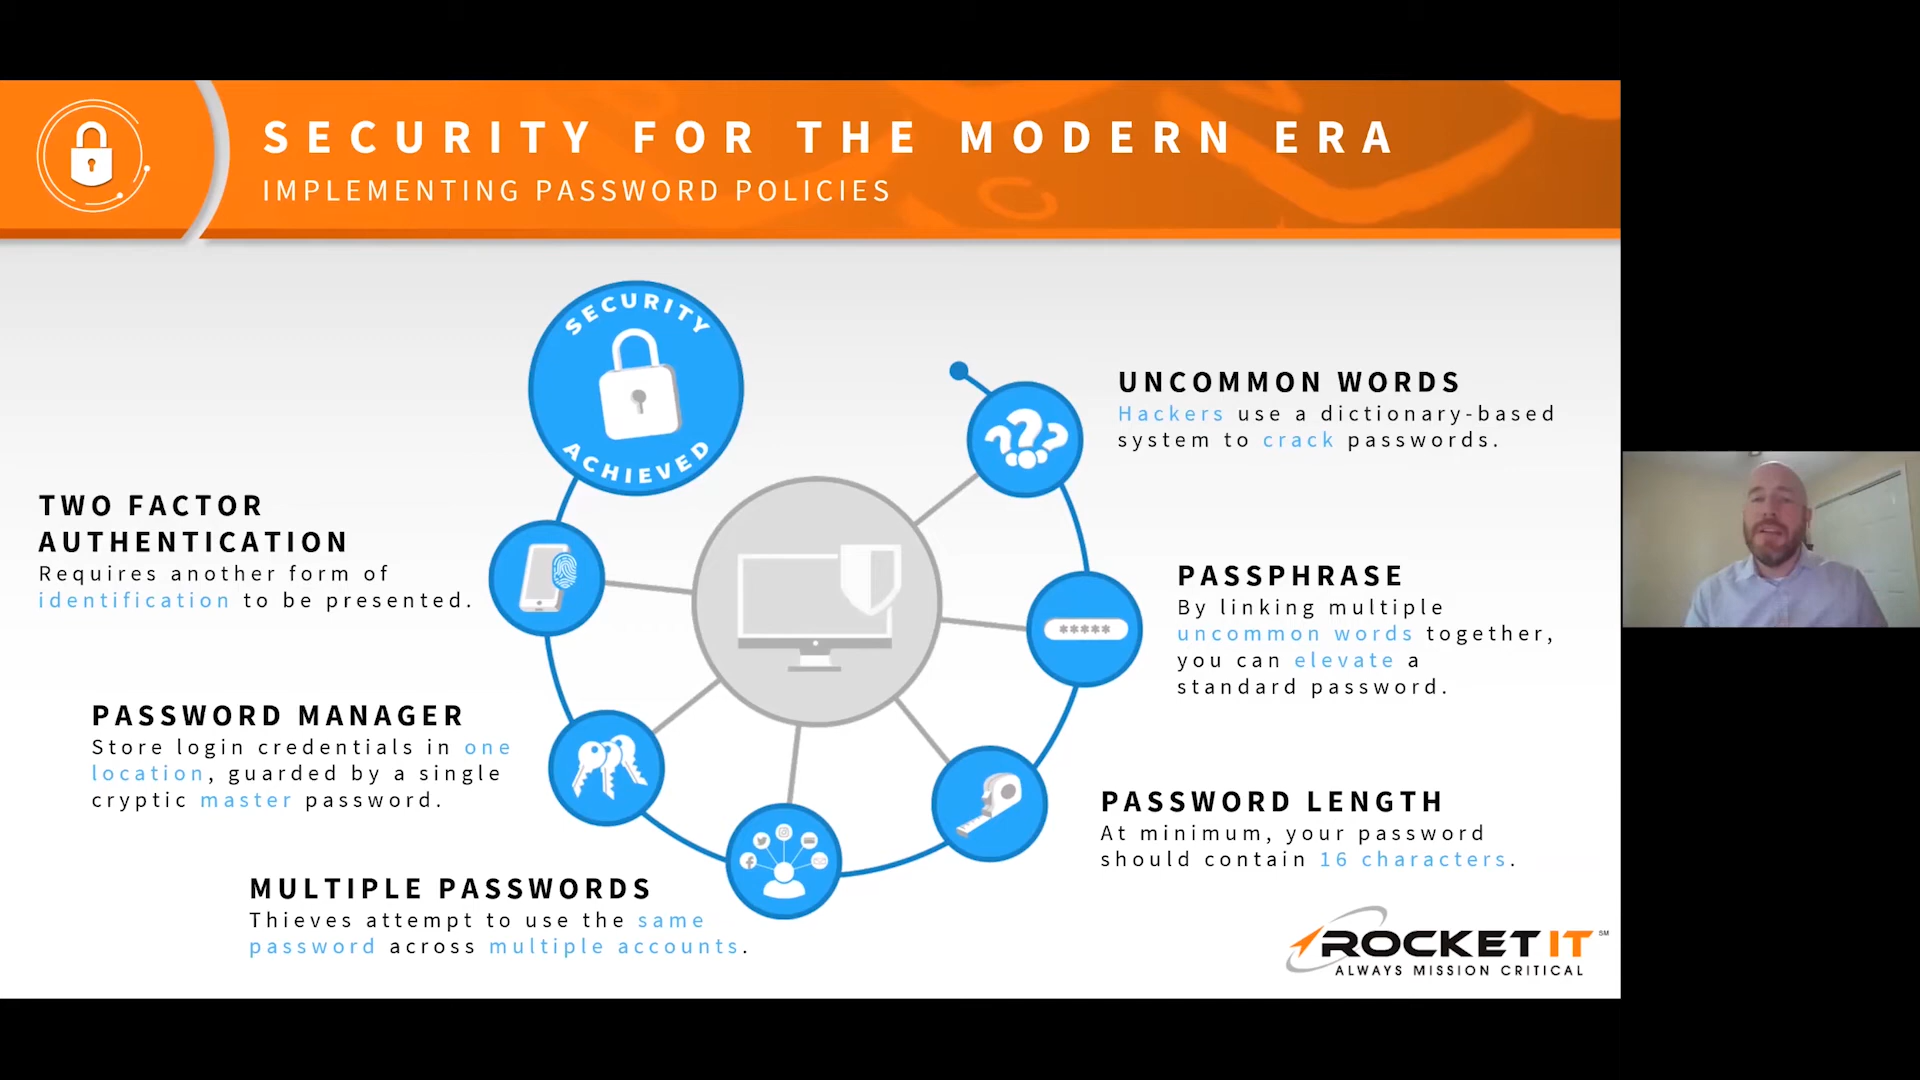 SECURITY FOR THE MODERN ERA
IMPLEMENTING PASSWORD POLICIES
SECURITY
ACHIEVED
UNCOMMON WORDS
Hackers use a dictionary-based
system to crack passwords.
PASSPHRASE
By linking multiple
uncommon words together,
you can elevate a
standard password.
*****
PASSWORD LENGTH
At minimum, your password
should contain 16 characters.
MULTIPLE PASSWORDS
Thieves attempt to use the same
password across multiple accounts.
PASSWORD MANAGER
Store login credentials in one
location, guarded by a single
cryptic master password.
TWO FACTOR
AUTHENTICATION
Requires another form of
identification to be presented.
ROCKET IT SM
ALWAYS MISSION CRITICAL